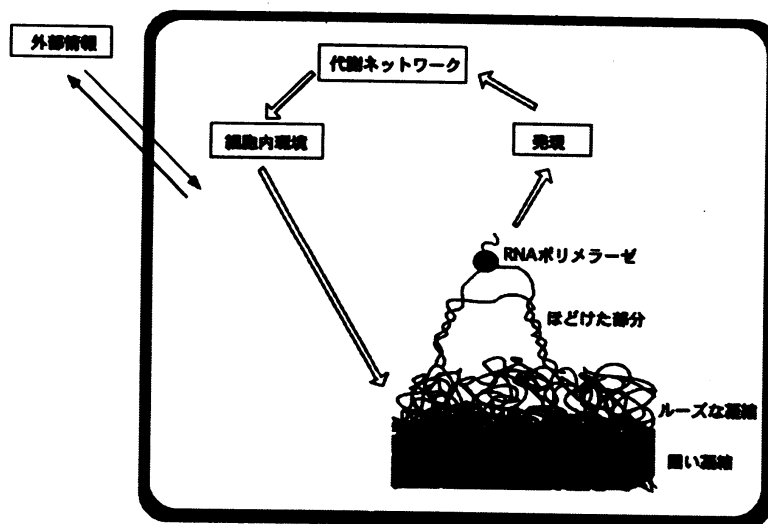 外部情報
代謝ネットワーク
細胞内環境
発現
RNAポリメラーゼ
ほどけた部分
ルーズな凝縮
固い凝縮